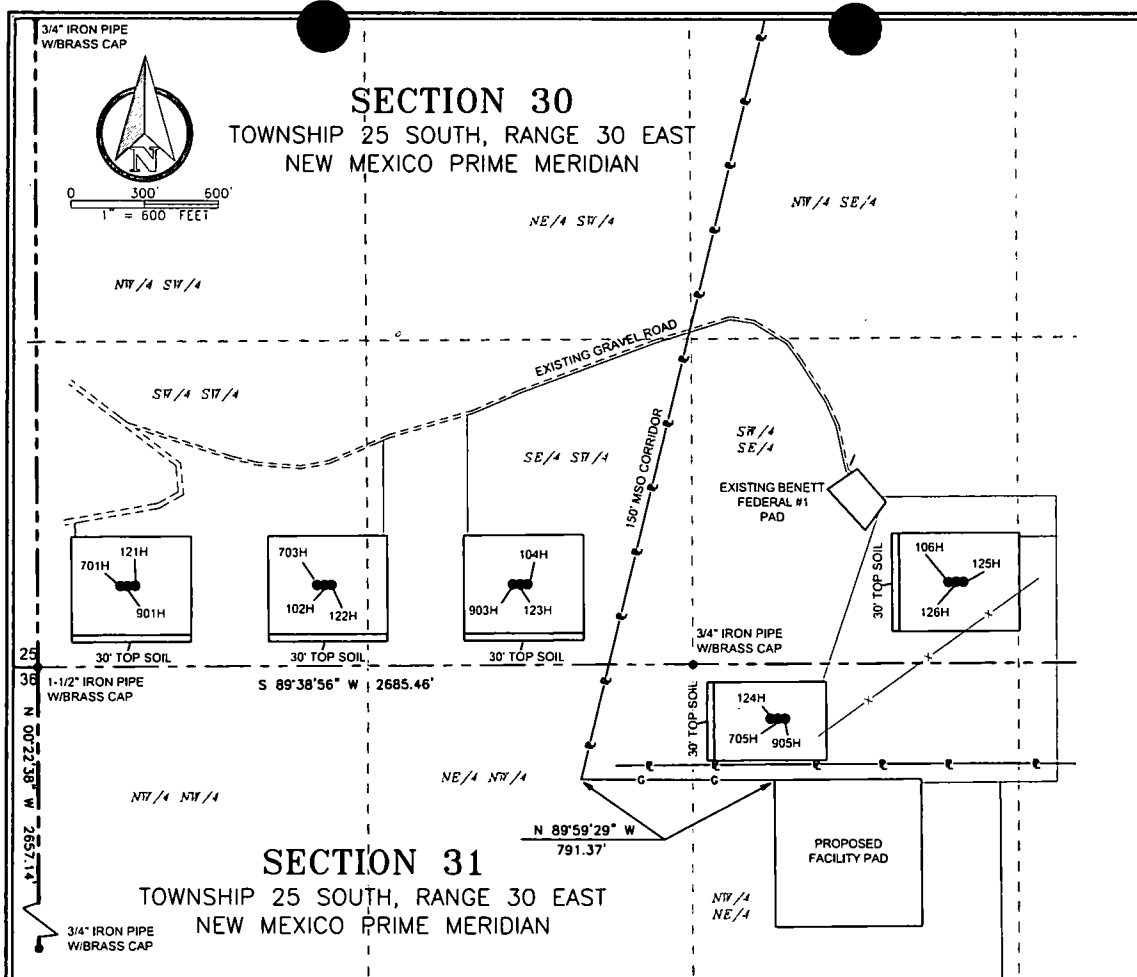 3/4" IRON PIPE
W/BRASS CAP
N
0 300' 600'
1" = 600 FEET
SECTION 30
TOWNSHIP 25 SOUTH, RANGE 30 EAST
NEW MEXICO PRIME MERIDIAN
NE/4 SW/4
NW/4 SE/4
NW/4 SW/4
EXISTING GRAVEL ROAD
SW/4 SW/4
SE/4 SW/4
150' MSO CORRIDOR
SW/4
SE/4
EXISTING BENETT
FEDERAL #1
PAD
701H
121H
901H
30' TOP SOIL
703H
102H
122H
30' TOP SOIL
104H
903H
123H
30' TOP SOIL
30' TOP SOIL
106H
125H
126H
3/4" IRON PIPE
W/BRASS CAP
25
36
1-1/2" IRON PIPE
W/BRASS CAP
S 89°38'56" W 2685.46'
N 00°22'38" W 2657.14'
30' TOP SOIL
124H
705H
905H
X
X
X
G
G
NW/4 NW/4
NE/4 NW/4
N 89°59'29" W
791.37'
PROPOSED
FACILITY PAD
SECTION 31
TOWNSHIP 25 SOUTH, RANGE 30 EAST
NEW MEXICO PRIME MERIDIAN
NW/4
NE/4
3/4" IRON PIPE
W/BRASS CAP